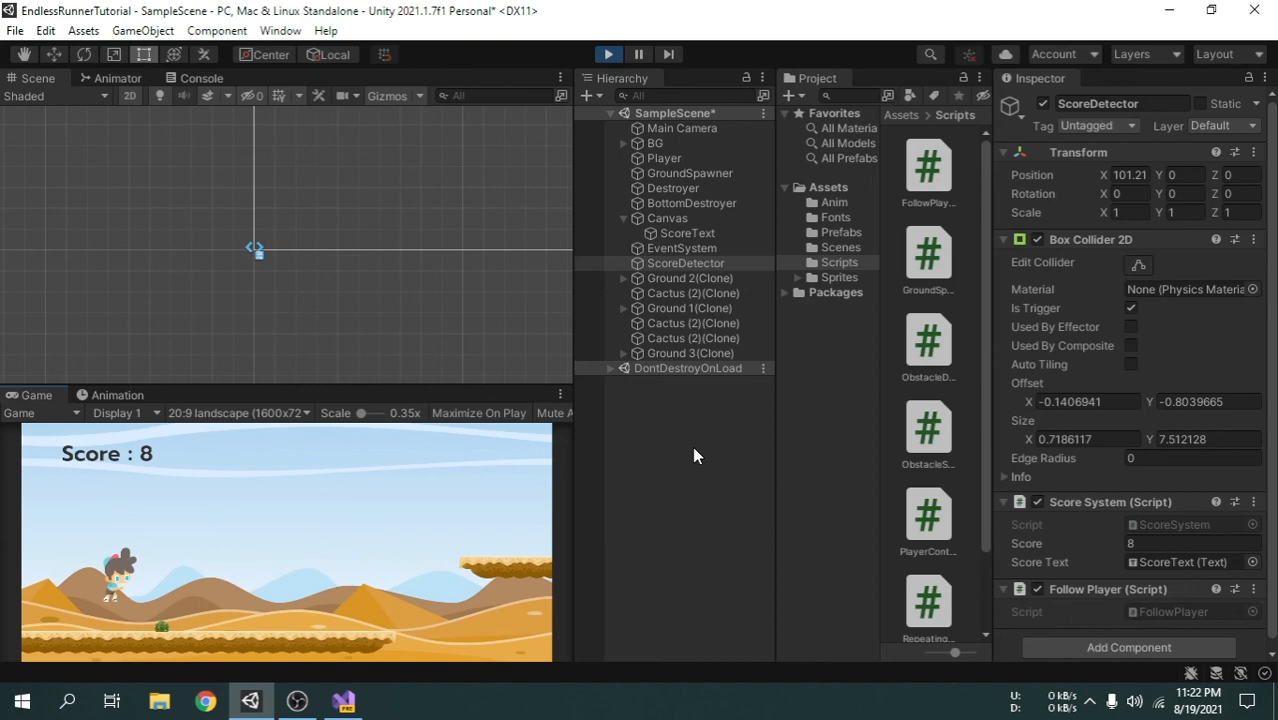 EndlessRunnerTutorial - SampleScene - PC, Mac & Linux Standalone - Unity 2021.1.7f1 Personal* <DX11>
File Edit Assets GameObject Component Window Help
Center Local Account Layers Layout
Scene Animator Console Hierarchy Project Inspector
Shaded 2D 0 Gizmos All All
SampleScene*
Main Camera
BG
Player
GroundSpawner
Destroyer
BottomDestroyer
Canvas
ScoreText
EventSystem
ScoreDetector
Ground 2(Clone)
Cactus (2)(Clone)
Ground 1(Clone)
Cactus (2)(Clone)
Cactus (2)(Clone)
Ground 3(Clone)
DontDestroyOnLoad
Favorites
All Materia
All Models
All Prefabs
Assets
Anim
Fonts
Prefabs
Scenes
Scripts
Sprites
Packages
Assets Scripts
FollowPlay...
GroundSp...
ObstacleD...
ObstacleS...
PlayerCont...
Repeating...
ScoreDetector Static
Tag Untagged Layer Default
Transform
Position X 101.21 Y 0 Z 0
Rotation X 0 Y 0 Z 0
Scale X 1 Y 1 Z 1
Box Collider 2D
Edit Collider
Material None (Physics Materia
Is Trigger
Used By Effector
Used By Composite
Auto Tiling
Offset
X -0.1406941 Y -0.8039665
Size
X 0.7186117 Y 7.512128
Edge Radius 0
Info
Score System (Script)
Script ScoreSystem
Score 8
Score Text ScoreText (Text)
Follow Player (Script)
Script FollowPlayer
Add Component
Game Animation
Game Display 1 20:9 landscape (1600x72 Scale 0.35x Maximize On Play Mute A
Score : 8
U: 0 kB/s
D: 0 kB/s
11:22 PM
8/19/2021